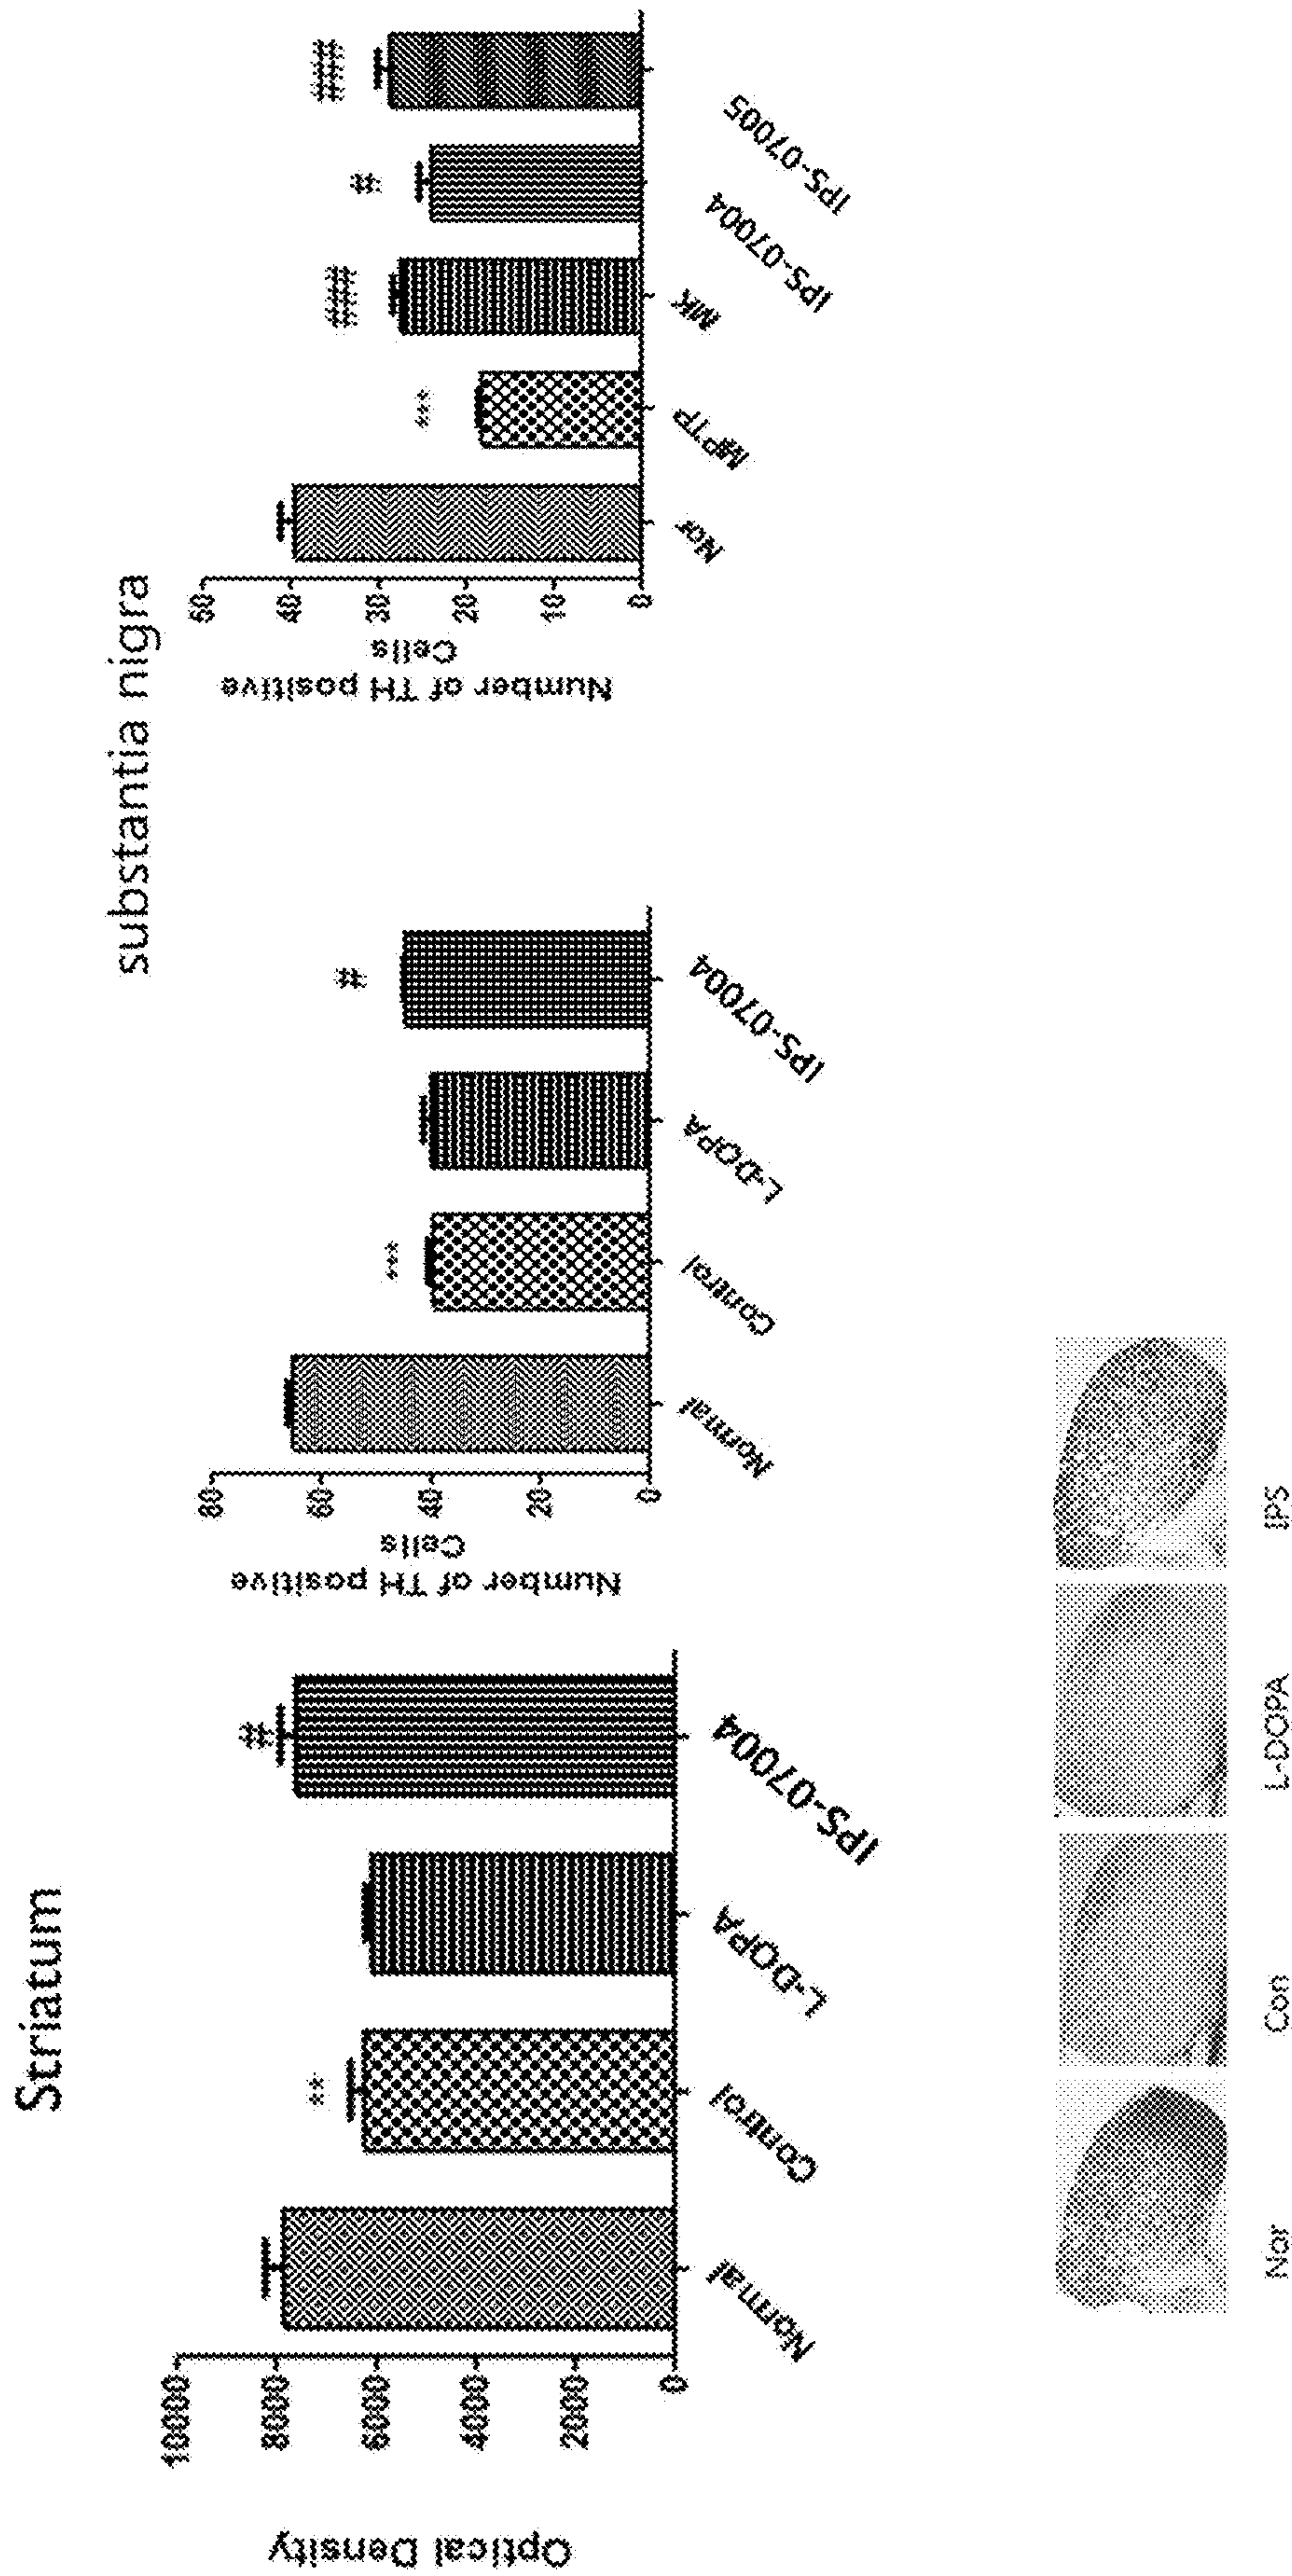 Striatum
substantia nigra
Optical Density
10000
8000
6000
4000
2000
0
Normal
Control
L-DOPA
IPS-07004
**
##
Number of TH positive
Cells
80
60
40
20
0
Normal
Control
L-DOPA
IPS-07004
***
#
Number of TH positive
Cells
50
40
30
20
10
0
Nor
MPTP
MK
IPS-07004
IPS-07005
***
###
#
###
Nor
Con
L-DOPA
IPS